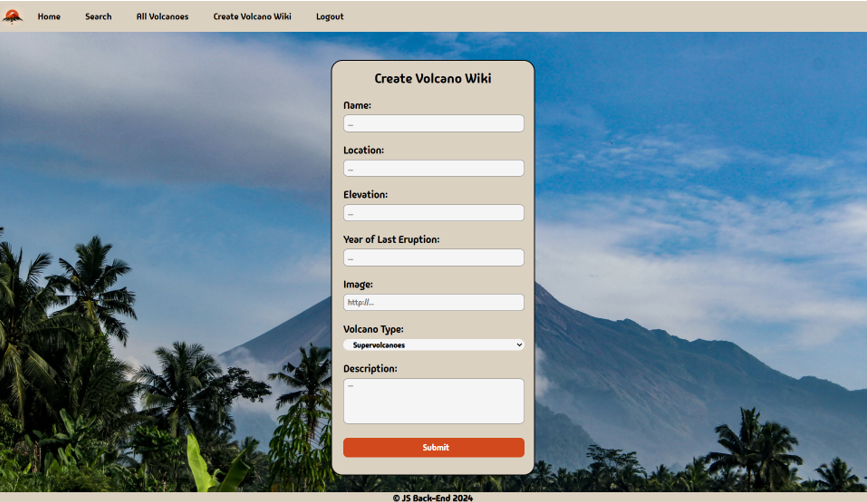 Home Search All Volcanoes Create Volcano Wiki Logout
Create Volcano Wiki
Name:
...
Location:
...
Elevation:
...
Year of Last Eruption:
...
Image:
http://...
Volcano Type:
Supervolcanoes
Description:
...
Submit
© JS Back-End 2024